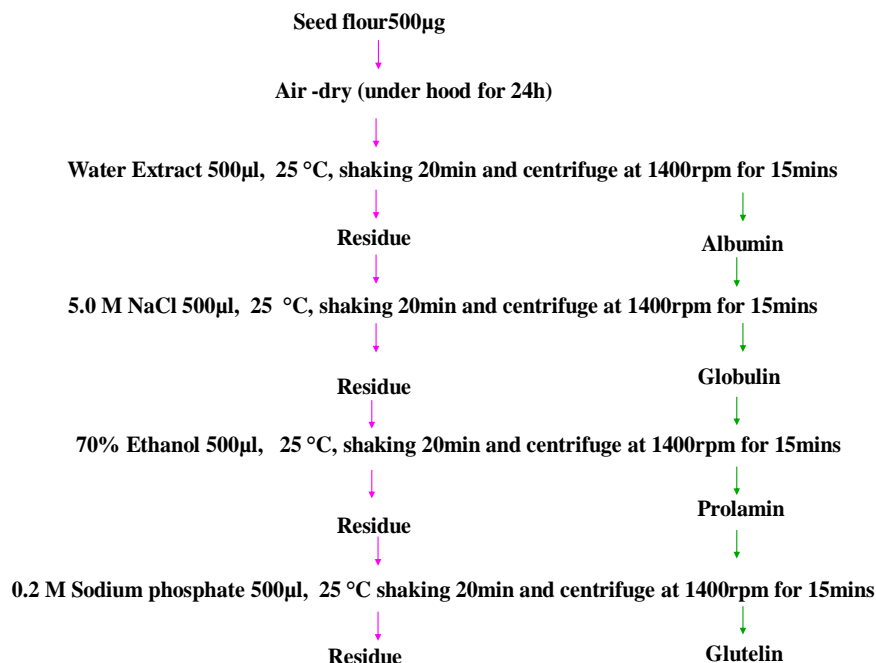 Seed flour500µg
Air -dry (under hood for 24h)
Water Extract 500µl, 25 °C, shaking 20min and centrifuge at 1400rpm for 15mins
Residue Albumin
5.0 M NaCl 500µl, 25 °C, shaking 20min and centrifuge at 1400rpm for 15mins
Residue Globulin
70% Ethanol 500µl, 25 °C, shaking 20min and centrifuge at 1400rpm for 15mins
Residue Prolamin
0.2 M Sodium phosphate 500µl, 25 °C shaking 20min and centrifuge at 1400rpm for 15mins
Residue Glutelin